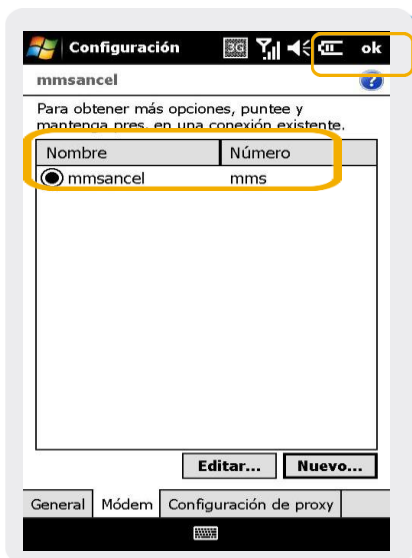 Configuración 3G ok
mmsancel
Para obtener más opciones, puntee y
mantenga pres. en una conexión existente.
Nombre Número
mmsancel mms
Editar... Nuevo...
General Módem Configuración de proxy